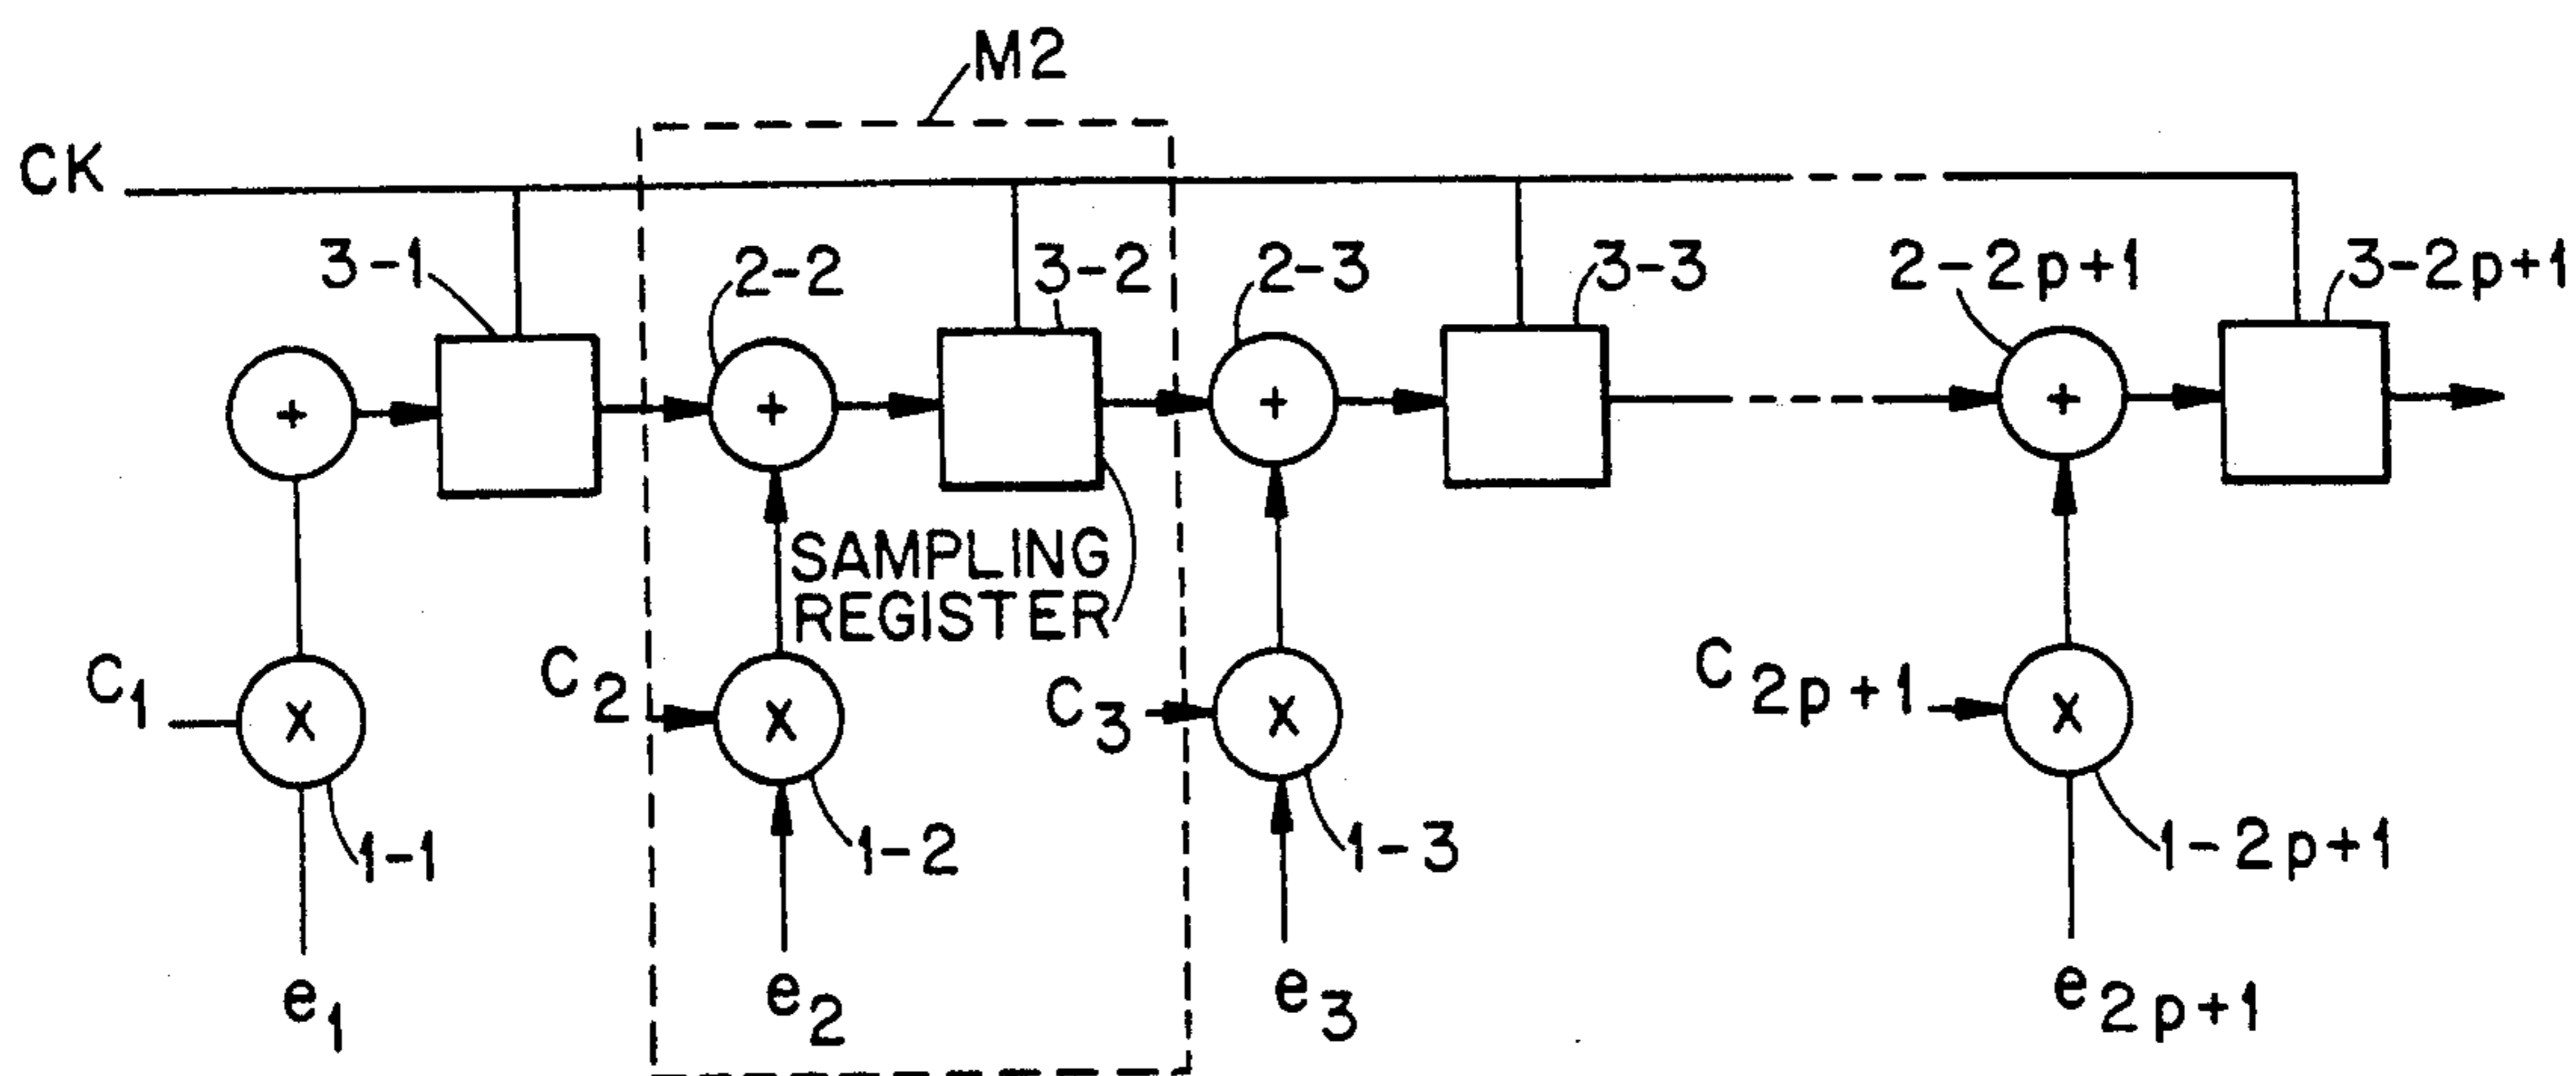 M2
CK
3-1
2-2
3-2
2-3
3-3
2-2p+1
3-2p+1
+
+
+
+
SAMPLING
REGISTER
C1
X
C2
X
C3
X
C2p+1
X
1-1
1-2
1-3
1-2p+1
e1
e2
e3
e2p+1